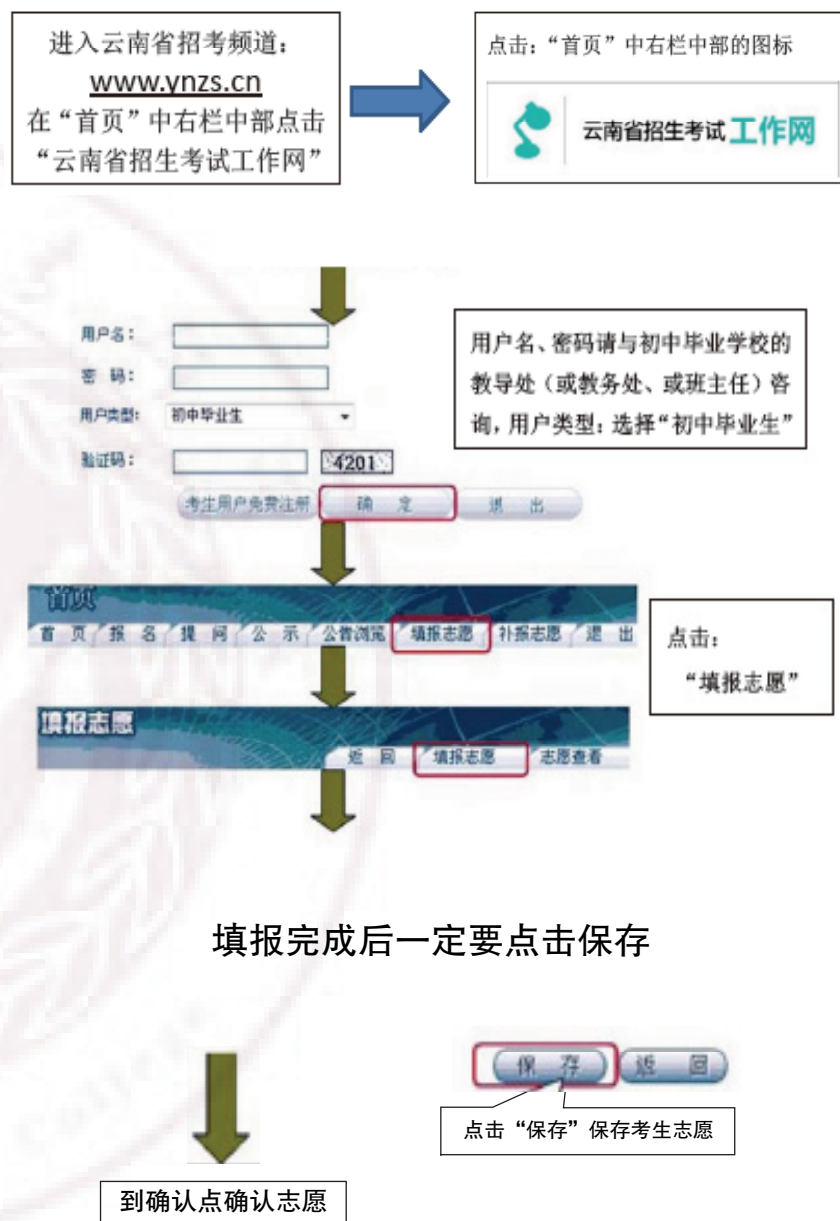 进入云南省招考频道：
www.ynzs.cn
在“首页”中右栏中部点击
“云南省招生考试工作网”
点击：“首页”中右栏中部的图标
云南省招生考试 工作网
用户名：
密 码：
用户类型： 初中毕业生
验证码： 4201
考生用户免费注册 确 定 退 出
用户名、密码请与初中毕业学校的
教导处（或教务处、或班主任）咨
询，用户类型：选择“初中毕业生”
首页
首 页 报 名 提 问 公 示 公告浏览 填报志愿 补报志愿 退 出
点击：
“填报志愿”
填报志愿
返 回 填报志愿 志愿查看
填报完成后一定要点击保存
保 存 返 回
点击“保存”保存考生志愿
到确认点确认志愿
College